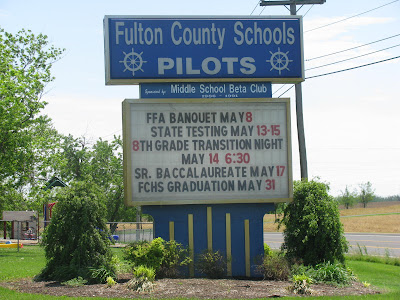 Fulton County Schools
PILOTS
Sponsored by Middle School Beta Club
FFA BANQUET MAY 8
STATE TESTING MAY 13-15
8TH GRADE TRANSITION NIGHT
MAY 14 6:30
SR. BACCALAUREATE MAY 17
FCHS GRADUATION MAY 31